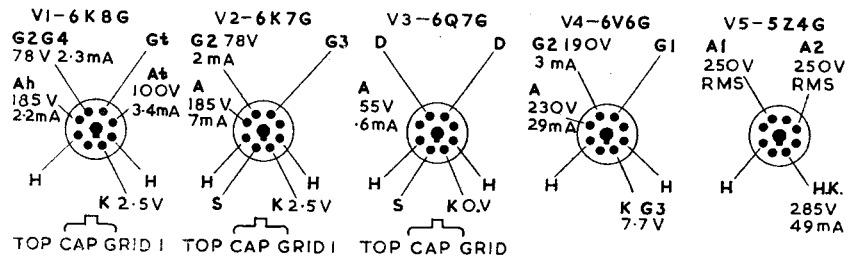 V1-6K8G
G2G4
78V 2·3mA
Gt
Ah
185V
2·2mA
At
100V
3·4mA
H
H
K 2·5V
TOP CAP GRID 1
V2-6K7G
G2 78V
2mA
G3
A
185V
7mA
H
H
S
K 2·5V
TOP CAP GRID 1
V3-6Q7G
D
D
A
55V
·6mA
H
H
S
K O.V
TOP CAP GRID
V4-6V6G
G2 190V
3mA
G1
A
230V
29mA
H
H
K G3
7·7V
V5-5Z4G
A1
250V
RMS
A2
250V
RMS
H
H.K.
285V
49mA